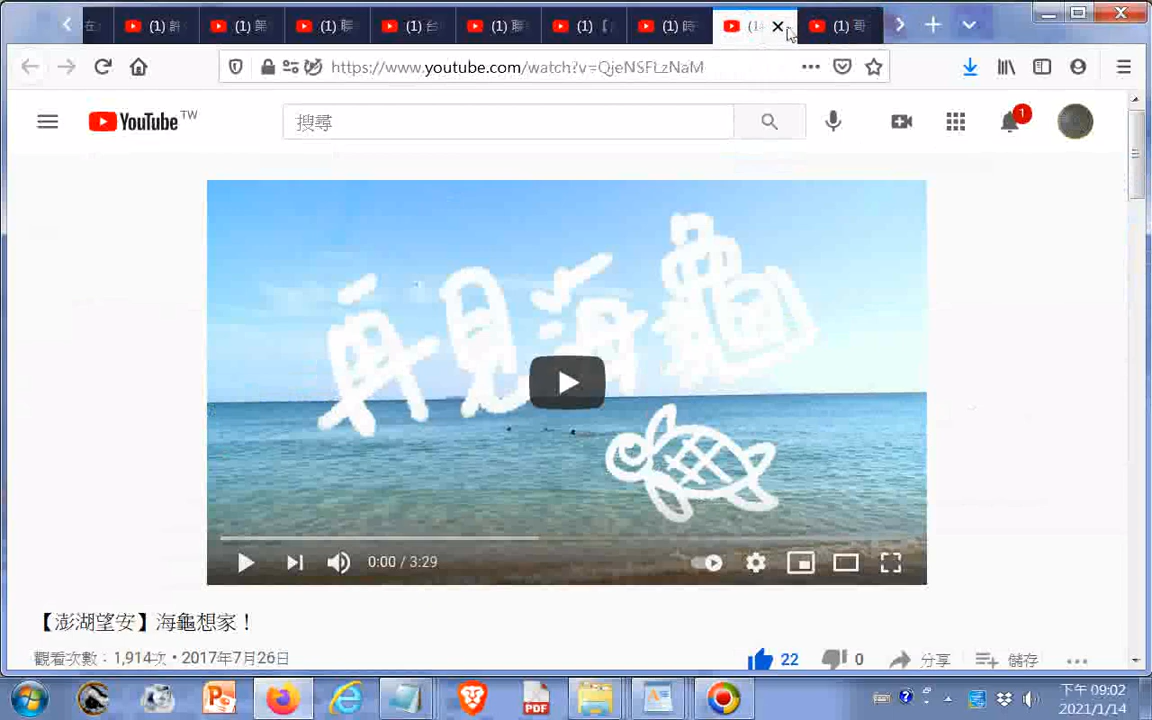 (1)
(1)
(1)
(1) 台
(1)
(1) 【
(1) 時
(1) 哥
https://www.youtube.com/watch?v=QjeNSFLzNaM
YouTube TW
搜尋
1
再見海龜
0:00 / 3:29
【澎湖望安】海龜想家！
觀看次數：1,914次 • 2017年7月26日
22
0
分享
儲存
PDF
下午 09:02
2021/1/14